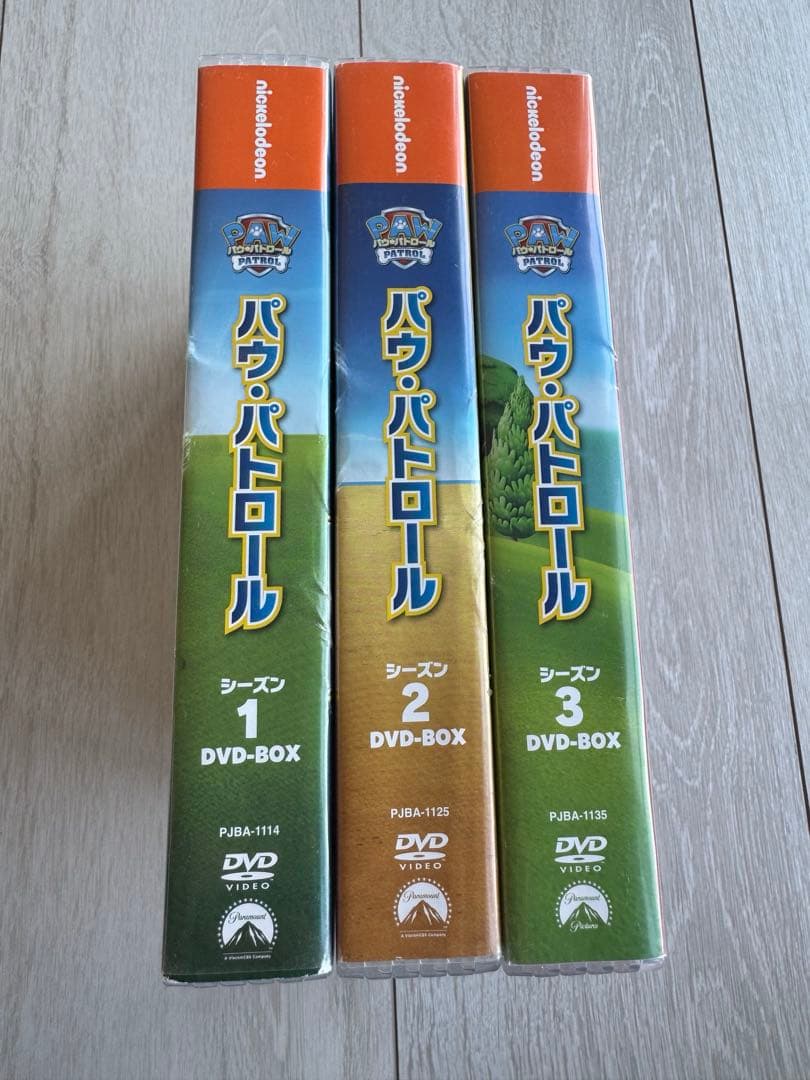 nickelodeon
PAW
パウ・パトロール
PATROL
パウ・パトロール
シーズン
1
DVD-BOX
PJBA-1114
DVD
VIDEO
Paramount
A ViacomCBS Company
nickelodeon
PAW
パウ・パトロール
PATROL
パウ・パトロール
シーズン
2
DVD-BOX
PJBA-1125
DVD
VIDEO
Paramount
A ViacomCBS Company
nickelodeon
PAW
パウ・パトロール
PATROL
パウ・パトロール
シーズン
3
DVD-BOX
PJBA-1135
DVD
VIDEO
Paramount
Pictures